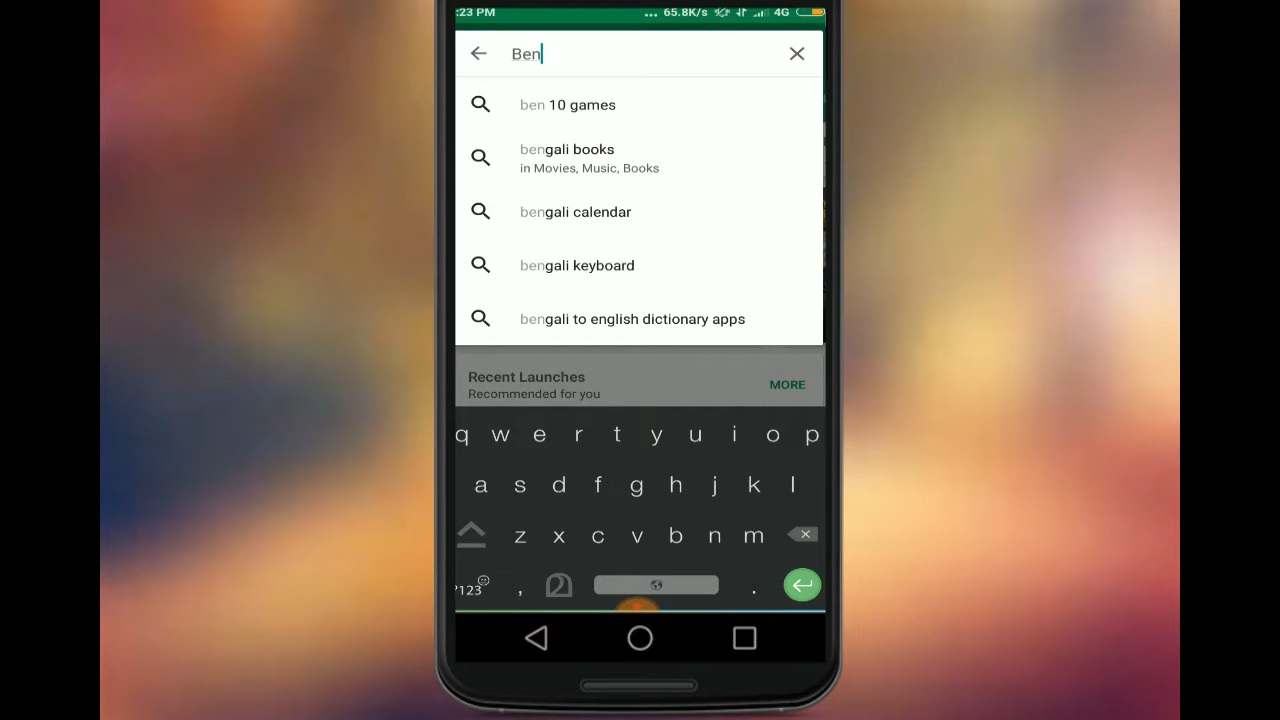 :23 PM ... 65.8K/s 4G
Ben
ben 10 games
bengali books
in Movies, Music, Books
bengali calendar
bengali keyboard
bengali to english dictionary apps
Recent Launches
Recommended for you
MORE
q w e r t y u i o p
a s d f g h j k l
z x c v b n m
?123 , മ .